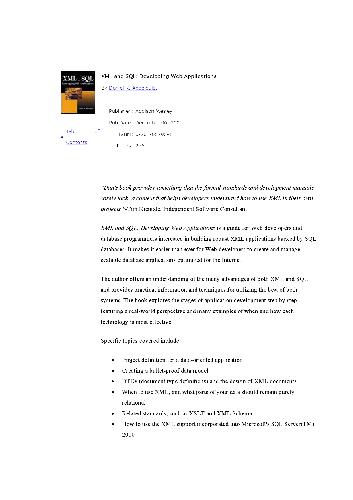 XML SQL
XML and SQL: Developing Web Applications
By Daniel K. Appelquist
Publisher: Addison Wesley
Pub Date:
ISBN:
Pages:
Contents
"Dan's book provides something that the formal standards and development manuals
sorely lack: a context that helps developers understand how to use XML in their own
projects."
Independent Software Consultant
XML and SQL: Developing Web Applications is a guide for Web developers and
database programmers interested in building robust XML applications backed by SQL
databases. It makes it easier than ever for Web developers to create and manage
scalable database applications optimized for the Internet.
The author offers an understanding of the many advantages of both XML and SQL
and provides practical information and techniques for utilizing the best of both
systems. The book explores the stages of application development step by step,
featuring a real-world perspective and many examples of when and how each
technology is most effective.
Specific topics covered include:
• Project definition for a data-oriented application
• Creating a bullet-proof data model
• DTDs (document type definitions) and the design of XML documents
• When to use XML, and what parts of your data should remain purely
relational
• Related standards, such as XSLT and XML Schema
• How to use the XML support incorporated into Microsoft's SQL Server(TM)
2000